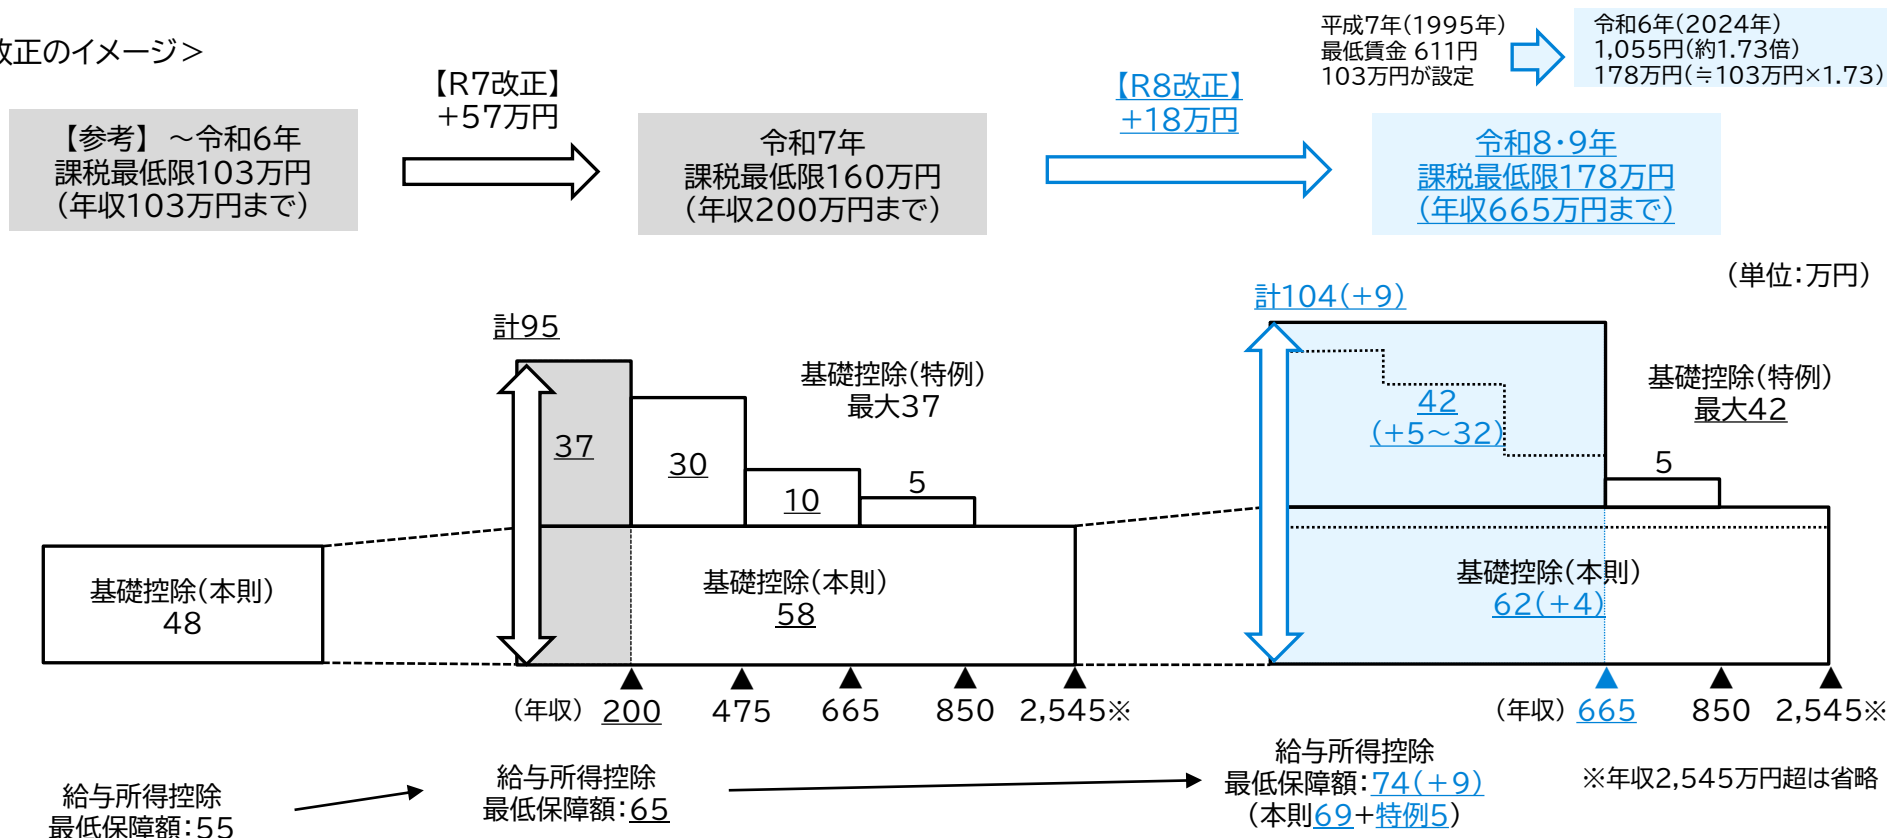 改正のイメージ＞
平成7年(1995年)
最低賃金 611円
103万円が設定
令和6年(2024年)
1,055円(約1.73倍)
178万円(≒103万円×1.73)
【R7改正】
+57万円
【R8改正】
+18万円
【参考】 ～令和6年
課税最低限103万円
(年収103万円まで)
令和7年
課税最低限160万円
(年収200万円まで)
令和8・9年
課税最低限178万円
(年収665万円まで)
(単位：万円)
計95
計104(+9)
基礎控除(特例)
最大37
基礎控除(特例)
最大42
37
30
10
5
42
(+5～32)
5
基礎控除(本則)
48
基礎控除(本則)
58
基礎控除(本則)
62(+4)
(年収) 200 475 665 850 2,545※
(年収) 665 850 2,545※
給与所得控除
最低保障額：55
給与所得控除
最低保障額：65
給与所得控除
最低保障額：74(+9)
(本則69+特例5)
※年収2,545万円超は省略